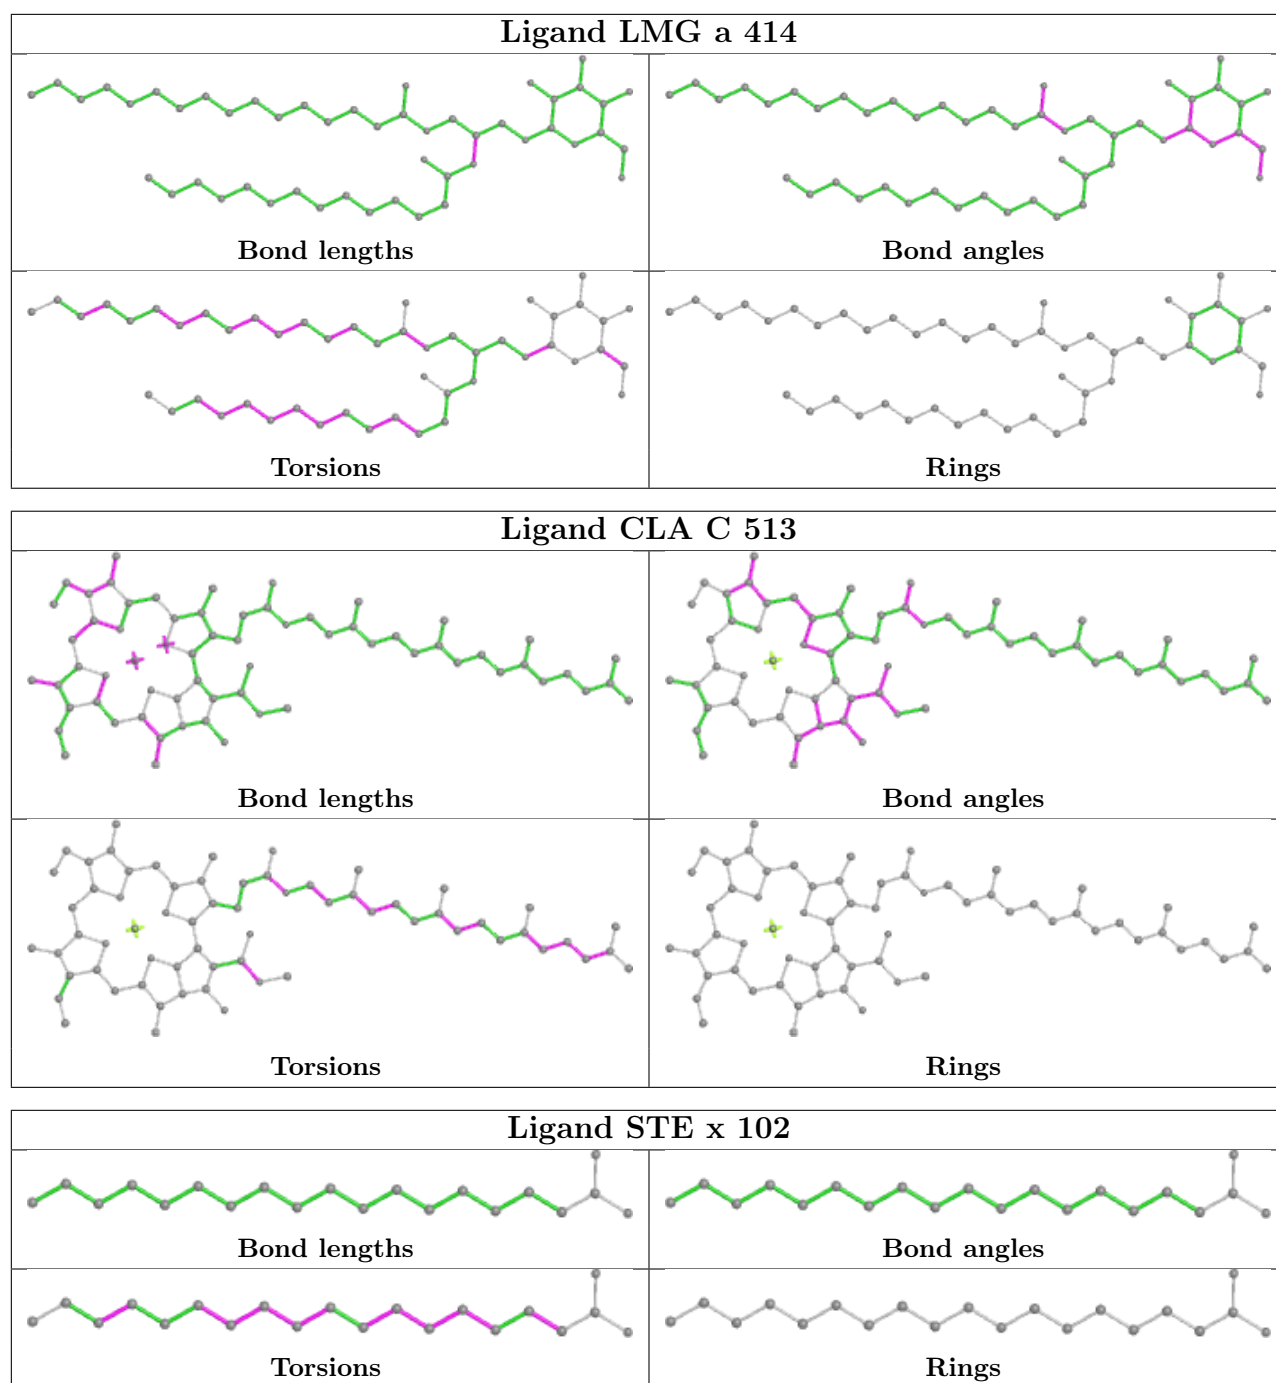 Ligand LMG a 414
Bond lengths
Bond angles
Torsions
Rings
Ligand CLA C 513
Bond lengths
Bond angles
Torsions
Rings
Ligand STE x 102
Bond lengths
Bond angles
Torsions
Rings